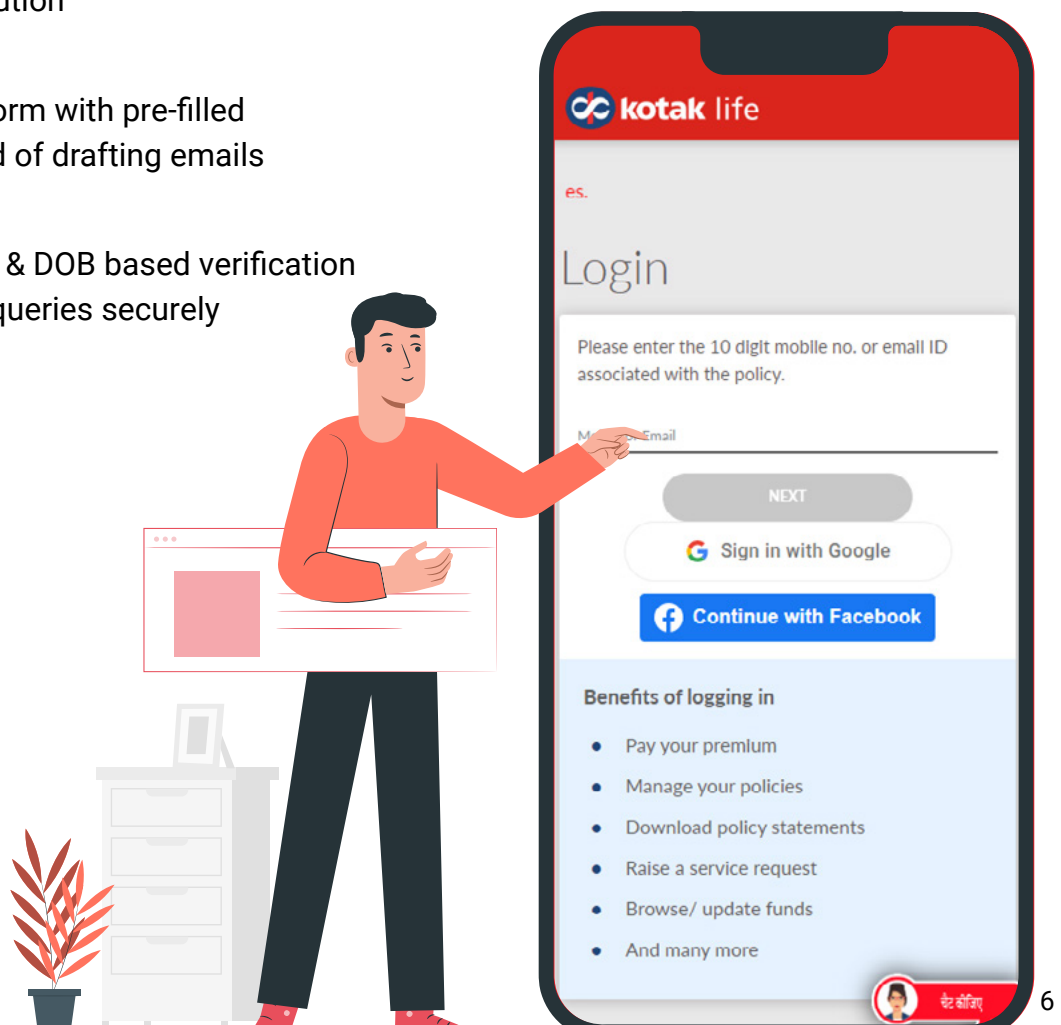 ution
orm with pre-filled
d of drafting emails
& DOB based verification
queries securely
kotak life
es.
Login
Please enter the 10 digit mobile no. or email ID
associated with the policy.
Email
NEXT
Sign in with Google
Continue with Facebook
Benefits of logging in
Pay your premium
Manage your policies
Download policy statements
Raise a service request
Browse/ update funds
And many more
चैट कीजिए
6